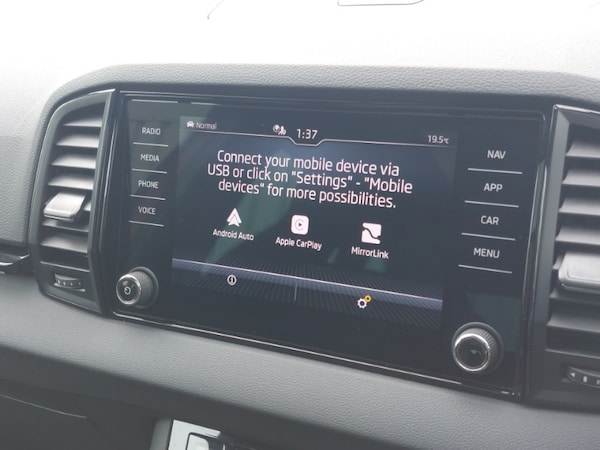 RADIO
MEDIA
PHONE
VOICE
Normal
1:37
19.5°C
Connect your mobile device via
USB or click on "Settings" - "Mobile
devices" for more possibilities.
Android Auto
Apple CarPlay
MirrorLink
NAV
APP
CAR
MENU